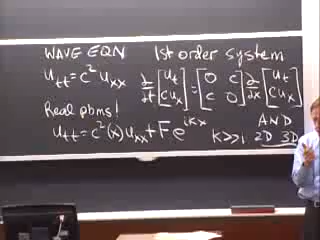 WAVE EQN 1st order system
u_tt = c² u_xx ∂/∂t [u_t; cu_x] = [0 c; c 0] ∂/∂x [u_t; cu_x]
Real pbms!
u_tt = c²(x) u_xx + F e^{iKx} K>>1 AND 2D 3D